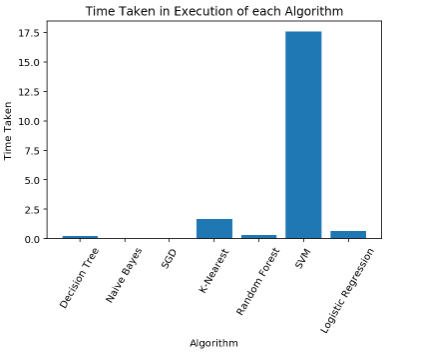 Time Taken in Execution of each Algorithm
17.5
15.0
12.5
10.0
7.5
5.0
2.5
0.0
Time Taken
Decision Tree
Naive Bayes
SGD
K-Nearest
Random Forest
SVM
Logistic Regression
Algorithm